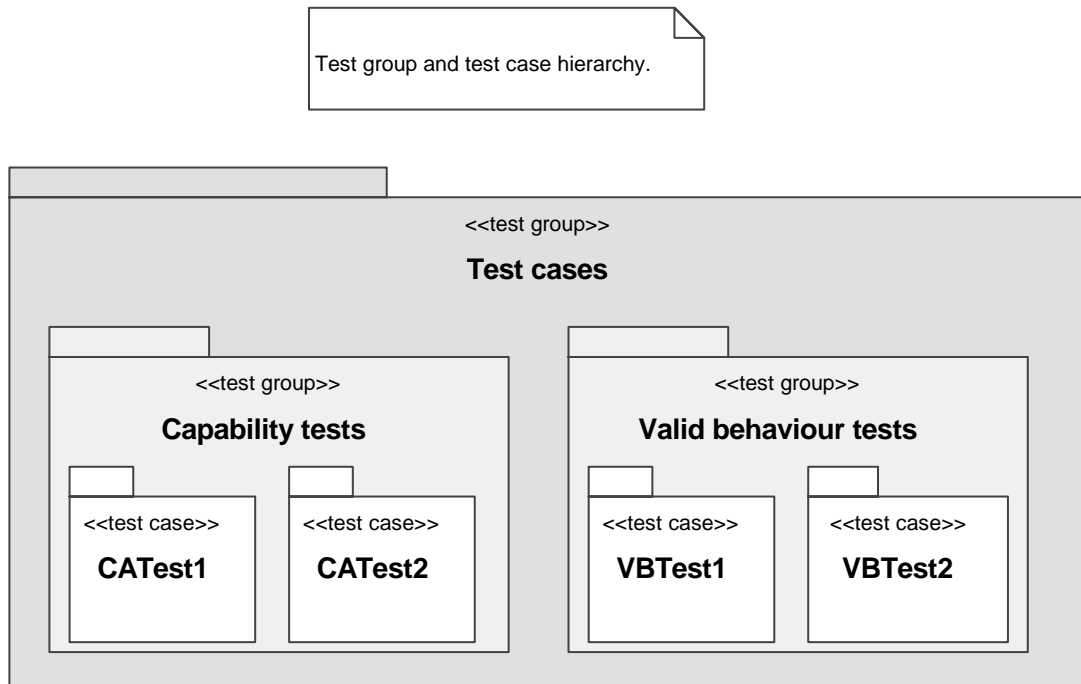 Test group and test case hierarchy.
<<test group>>
Test cases
<<test group>>
Capability tests
<<test case>>
CATest1
<<test case>>
CATest2
<<test group>>
Valid behaviour tests
<<test case>>
VBTest1
<<test case>>
VBTest2